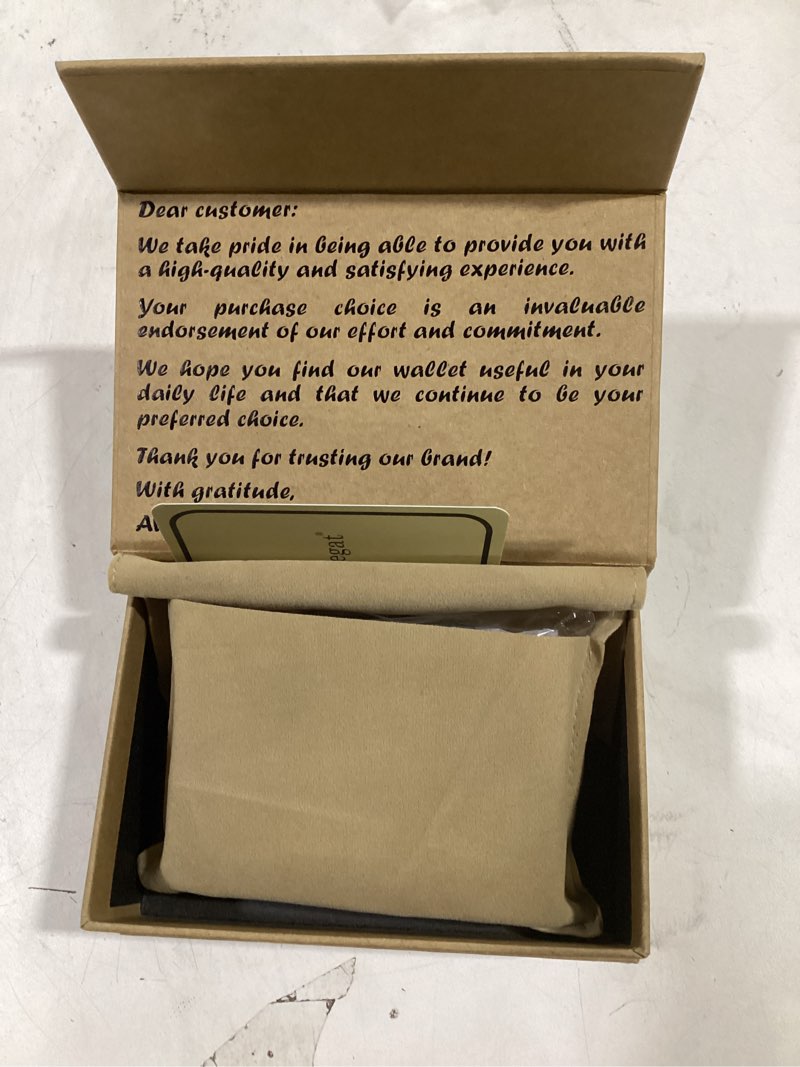 Dear customer:
We take pride in being able to provide you with
a high-quality and satisfying experience.
Your purchase choice is an invaluable
endorsement of our effort and commitment.
We hope you find our wallet useful in your
daily life and that we continue to be your
preferred choice.
Thank you for trusting our brand!
With gratitude,